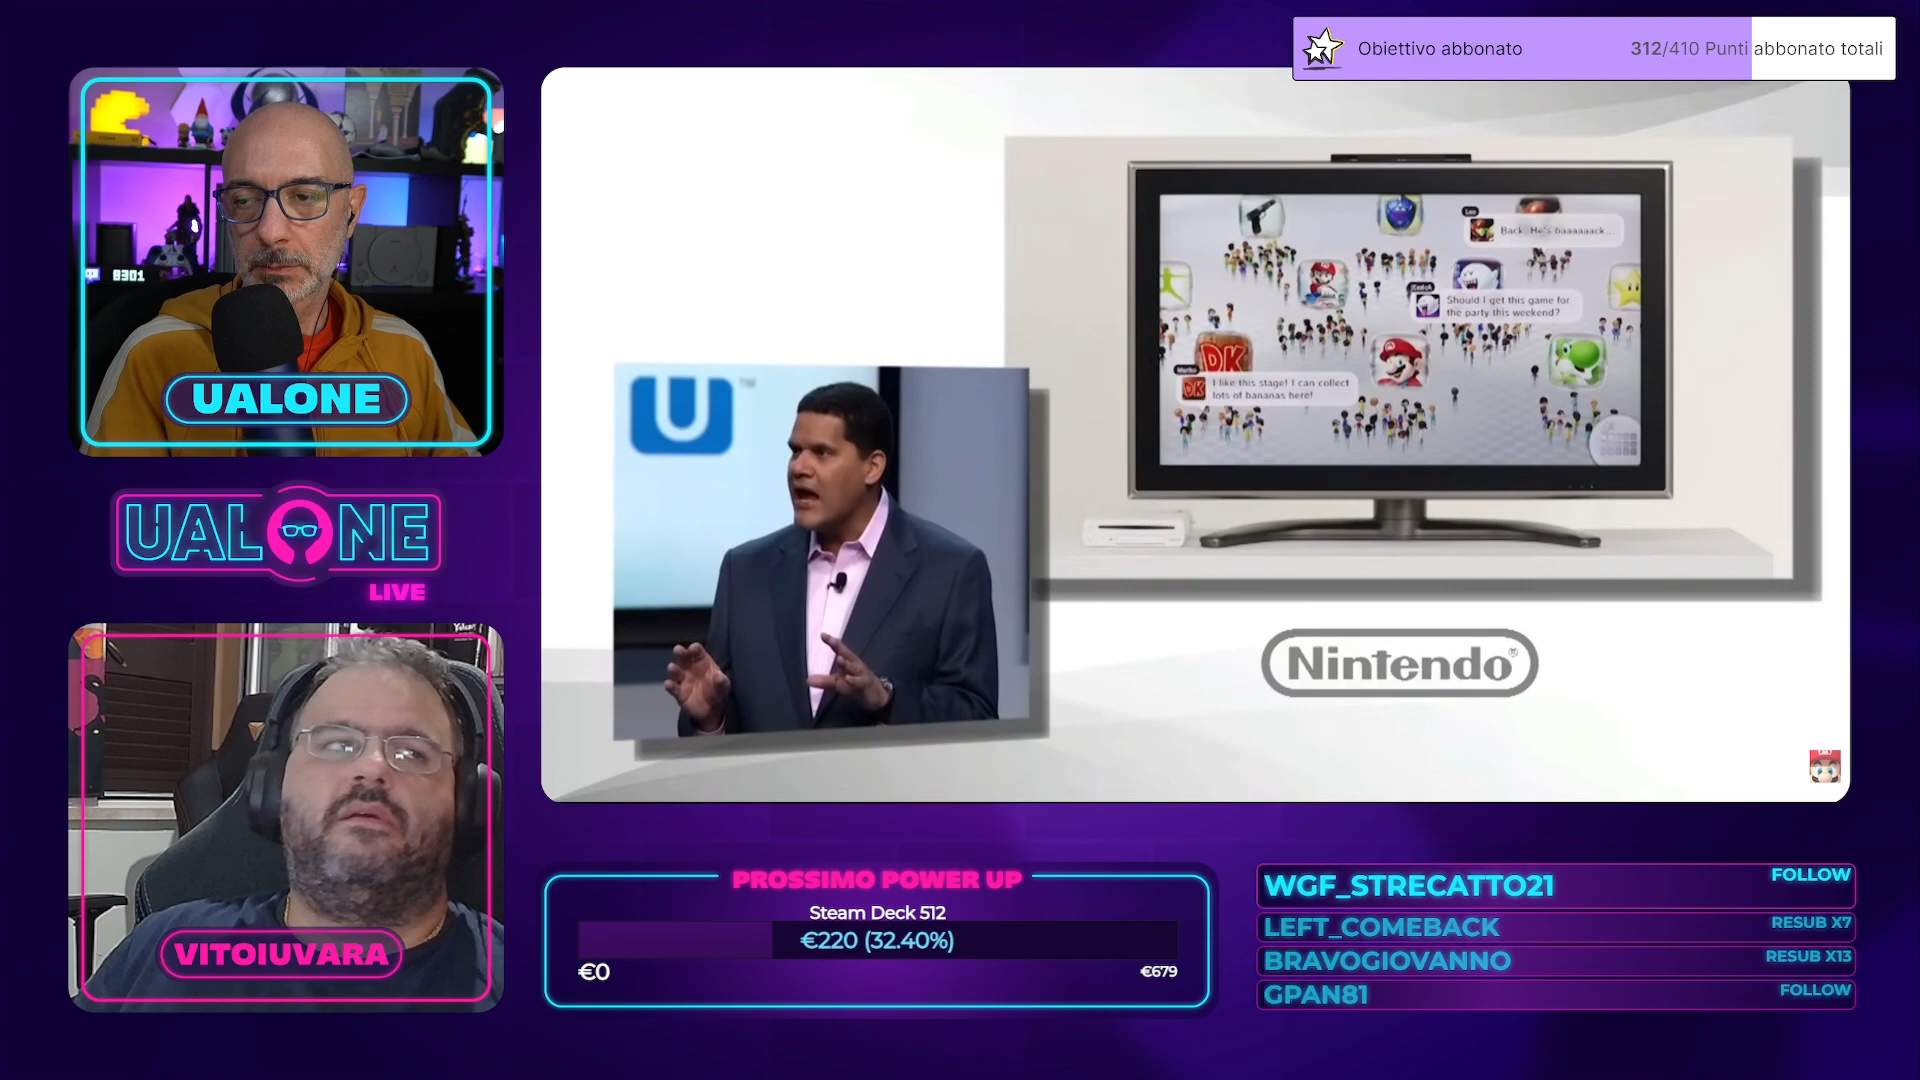 Obiettivo abbonato
312/410 Punti abbonato totali
8301
UALONE
UALONE
LIVE
VITOIUVARA
U
TM
Leo
Back. He's baaaaaack...
Should I get this game for
the party this weekend?
DK
I like this stage! I can collect
lots of bananas here!
Nintendo®
PROSSIMO POWER UP
Steam Deck 512
€220 (32.40%)
€0
€679
WGF_STRECATTO21
FOLLOW
LEFT_COMEBACK
RESUB X7
BRAVOGIOVANNO
RESUB X13
GPAN81
FOLLOW